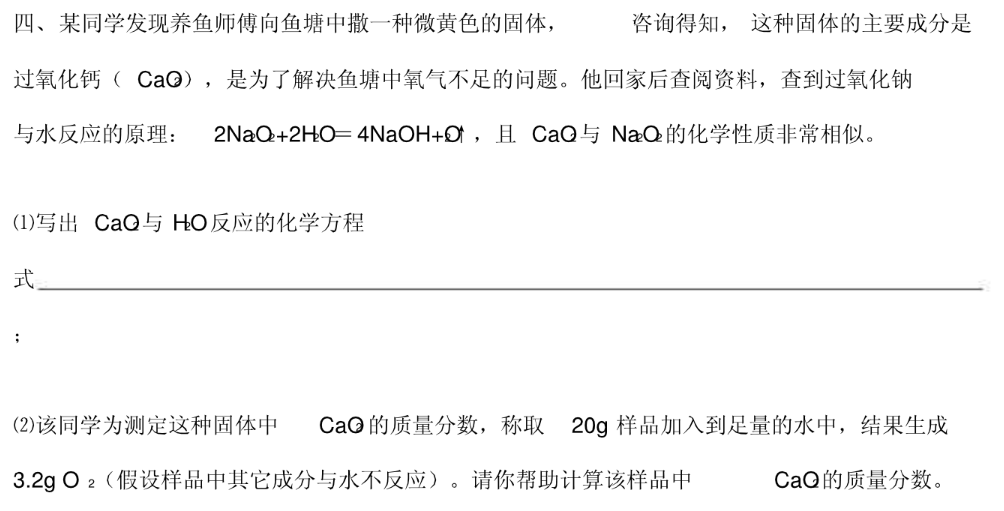 四、某同学发现养鱼师傅向鱼塘中撒一种微黄色的固体， 咨询得知， 这种固体的主要成分是
过氧化钙（ CaO₂），是为了解决鱼塘中氧气不足的问题。他回家后查阅资料，查到过氧化钠
与水反应的原理： 2Na₂O₂+2H₂O＝4NaOH+O₂↑，且 CaO₂与 Na₂O₂的化学性质非常相似。
⑴写出 CaO₂与 H₂O反应的化学方程
式
；
⑵该同学为测定这种固体中 CaO₂的质量分数，称取 20g 样品加入到足量的水中，结果生成
3.2g O ₂（假设样品中其它成分与水不反应）。请你帮助计算该样品中 CaO₂的质量分数。